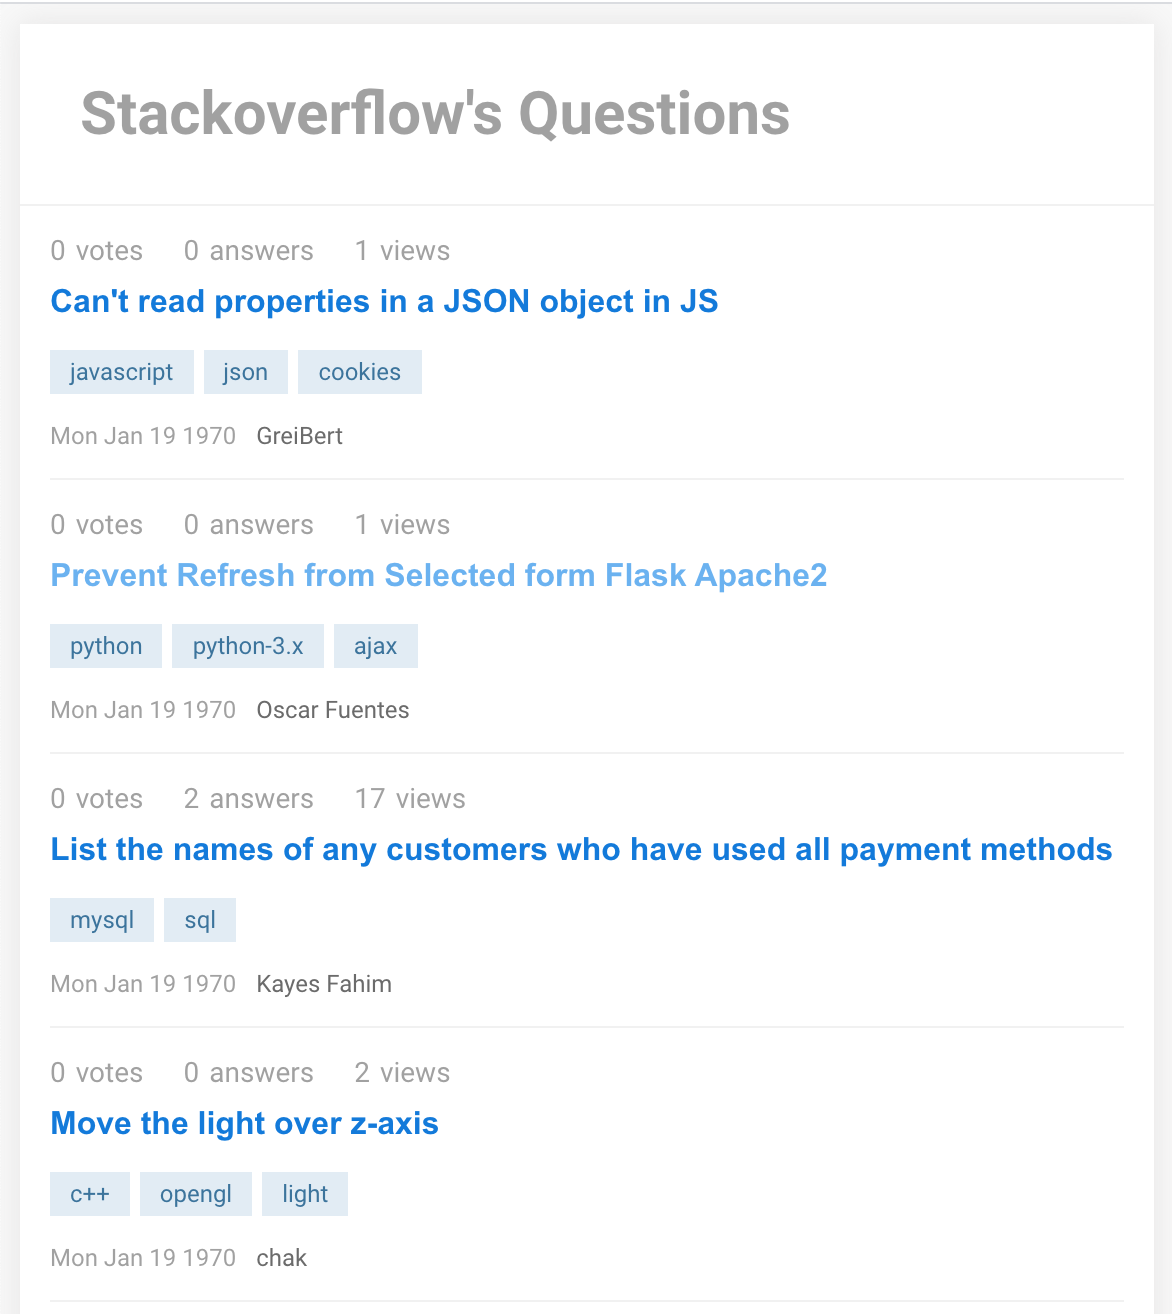 Stackoverflow's Questions
0 votes 0 answers 1 views
Can't read properties in a JSON object in JS
javascript json cookies
Mon Jan 19 1970 GreiBert
0 votes 0 answers 1 views
Prevent Refresh from Selected form Flask Apache2
python python-3.x ajax
Mon Jan 19 1970 Oscar Fuentes
0 votes 2 answers 17 views
List the names of any customers who have used all payment methods
mysql sql
Mon Jan 19 1970 Kayes Fahim
0 votes 0 answers 2 views
Move the light over z-axis
c++ opengl light
Mon Jan 19 1970 chak